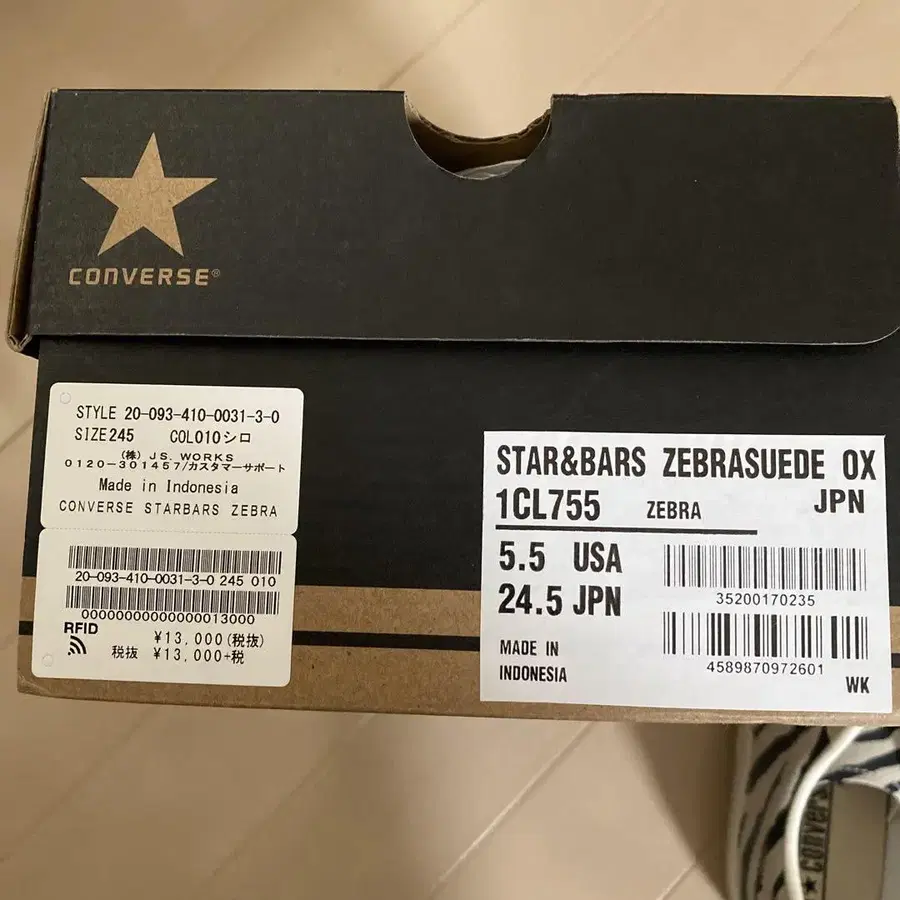 CONVERSE®
STYLE 20-093-410-0031-3-0
SIZE245 COL010シロ
(株) J.S. WORKS
0120-301457/カスタマーサポート
Made in Indonesia
CONVERSE STARBARS ZEBRA
20-093-410-0031-3-0 245 010
00000000000000013000
RFID
¥13,000(税抜)
税抜 ¥13,000+税
STAR&BARS ZEBRASUEDE OX
1CL755 ZEBRA JPN
5.5 USA
24.5 JPN
35200170235
MADE IN
INDONESIA
4589870972601
WK
converse